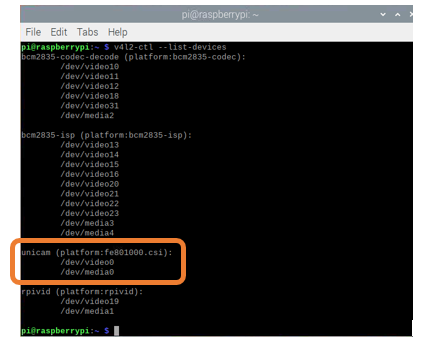 pi@raspberrypi: ~
File Edit Tabs Help
pi@raspberrypi:~ $ v4l2-ctl --list-devices
bcm2835-codec-decode (platform:bcm2835-codec):
/dev/video10
/dev/video11
/dev/video12
/dev/video18
/dev/video31
/dev/media2
bcm2835-isp (platform:bcm2835-isp):
/dev/video13
/dev/video14
/dev/video15
/dev/video16
/dev/video20
/dev/video21
/dev/video22
/dev/video23
/dev/media3
/dev/media4
unicam (platform:fe801000.csi):
/dev/video0
/dev/media0
rpivid (platform:rpivid):
/dev/video19
/dev/media1
pi@raspberrypi:~ $